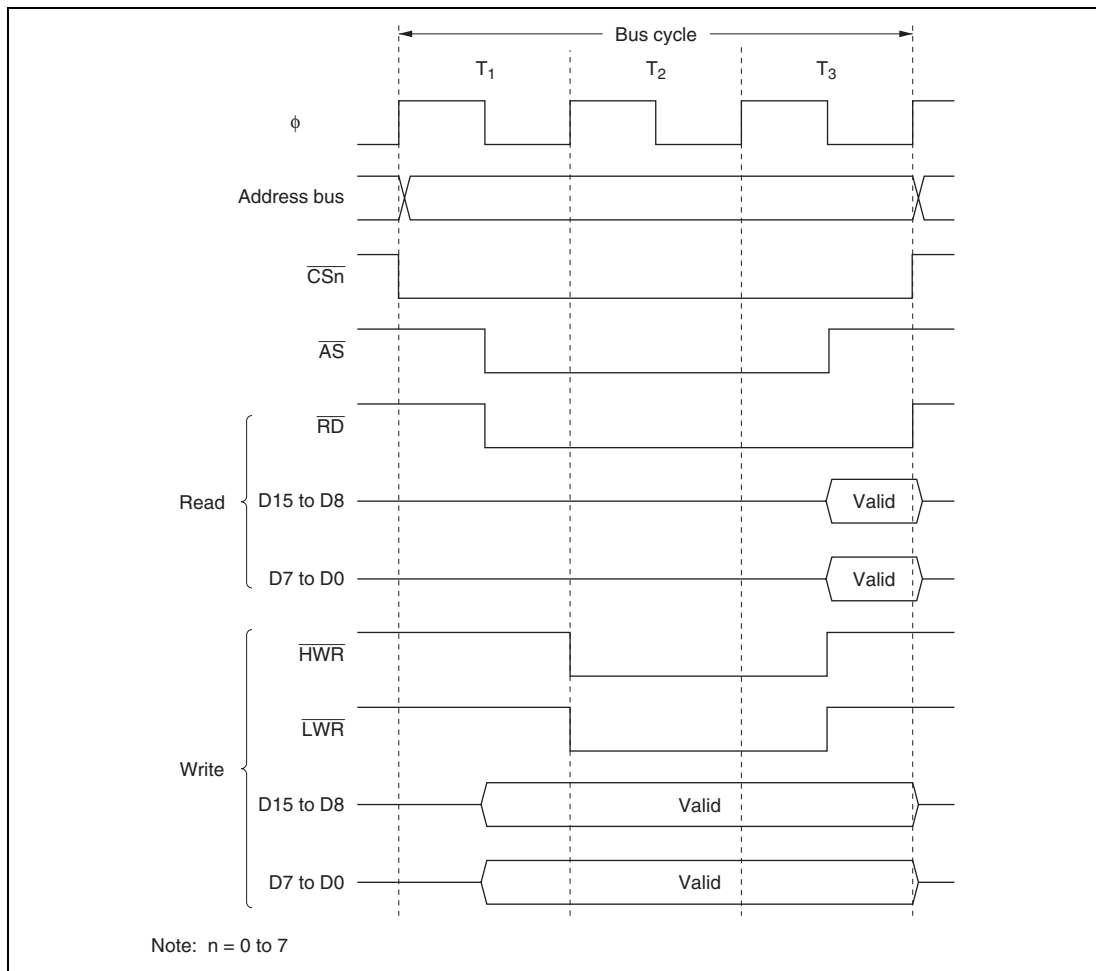 Bus cycle
T1 T2 T3
φ
Address bus
CSn
AS
RD
Read
D15 to D8 Valid
D7 to D0 Valid
HWR
LWR
Write
D15 to D8 Valid
D7 to D0 Valid
Note: n = 0 to 7